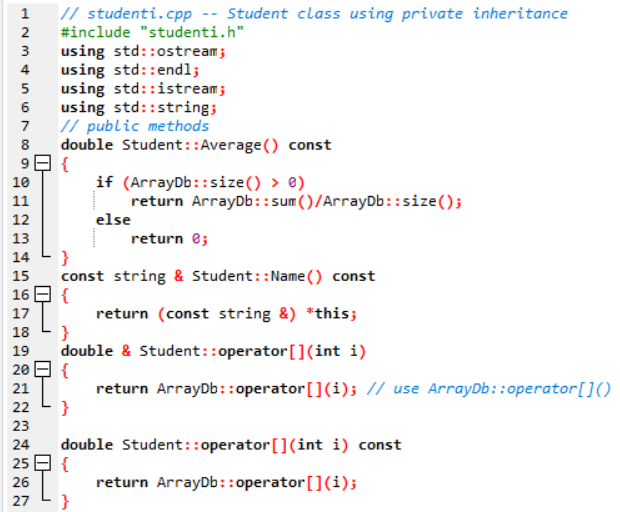 1 // studenti.cpp -- Student class using private inheritance
2 #include "studenti.h"
3 using std::ostream;
4 using std::endl;
5 using std::istream;
6 using std::string;
7 // public methods
8 double Student::Average() const
9 {
10 if (ArrayDb::size() > 0)
11 return ArrayDb::sum()/ArrayDb::size();
12 else
13 return 0;
14 }
15 const string & Student::Name() const
16 {
17 return (const string &) *this;
18 }
19 double & Student::operator[](int i)
20 {
21 return ArrayDb::operator[](i); // use ArrayDb::operator[]()
22 }
23
24 double Student::operator[](int i) const
25 {
26 return ArrayDb::operator[](i);
27 }